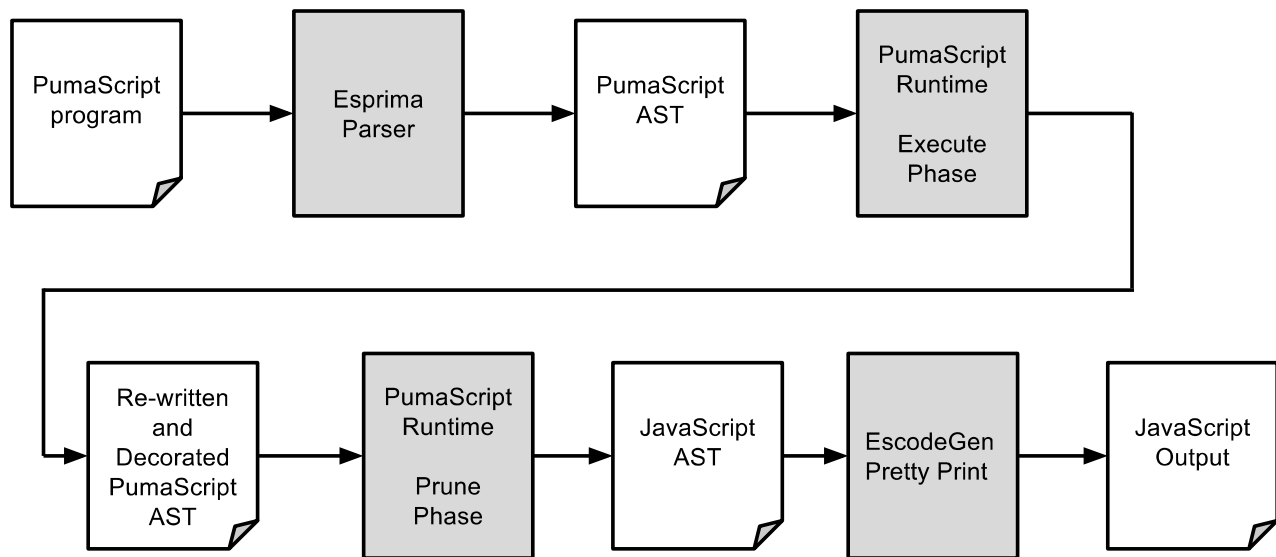 PumaScript
program
Esprima
Parser
PumaScript
AST
PumaScript
Runtime
Execute
Phase
Re-written
and
Decorated
PumaScript
AST
PumaScript
Runtime
Prune
Phase
JavaScript
AST
EscodeGen
Pretty Print
JavaScript
Output